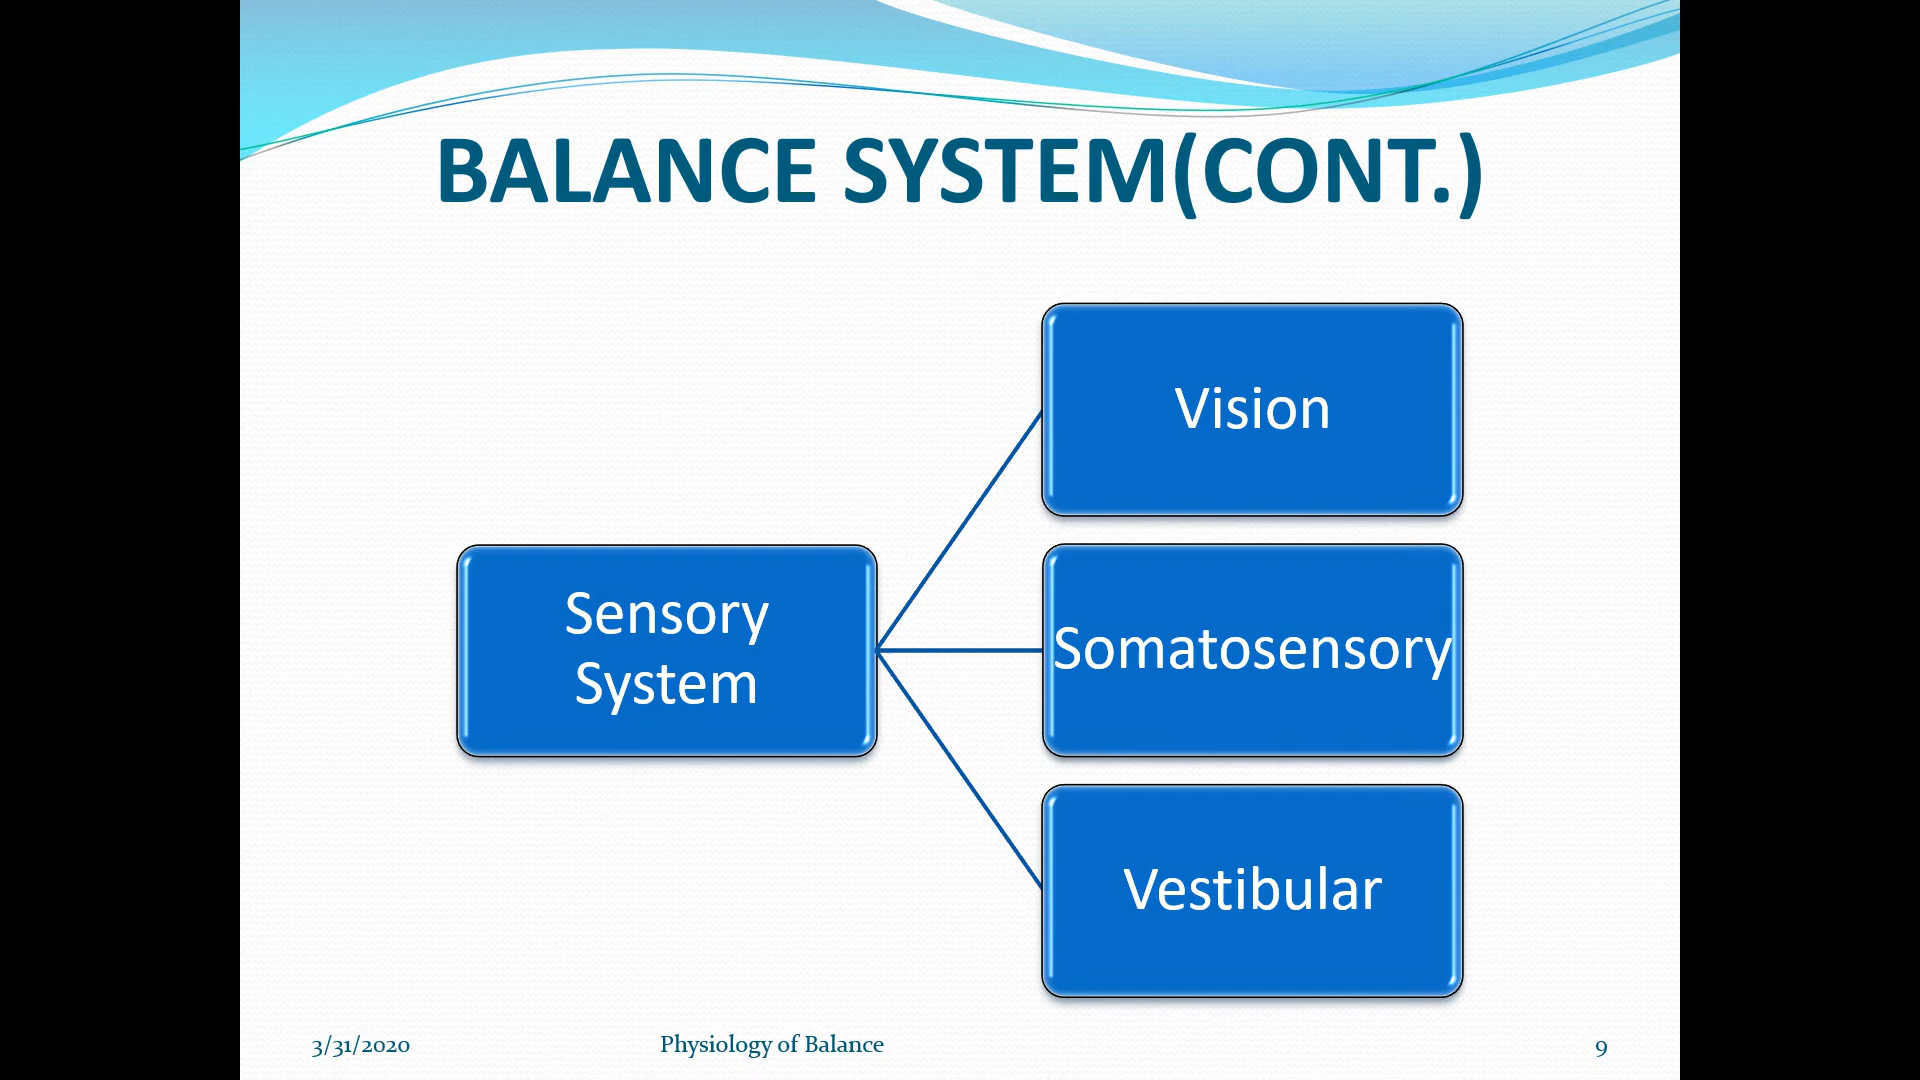 BALANCE SYSTEM(CONT.)
Sensory
System
Vision
Somatosensory
Vestibular
3/31/2020
Physiology of Balance
9